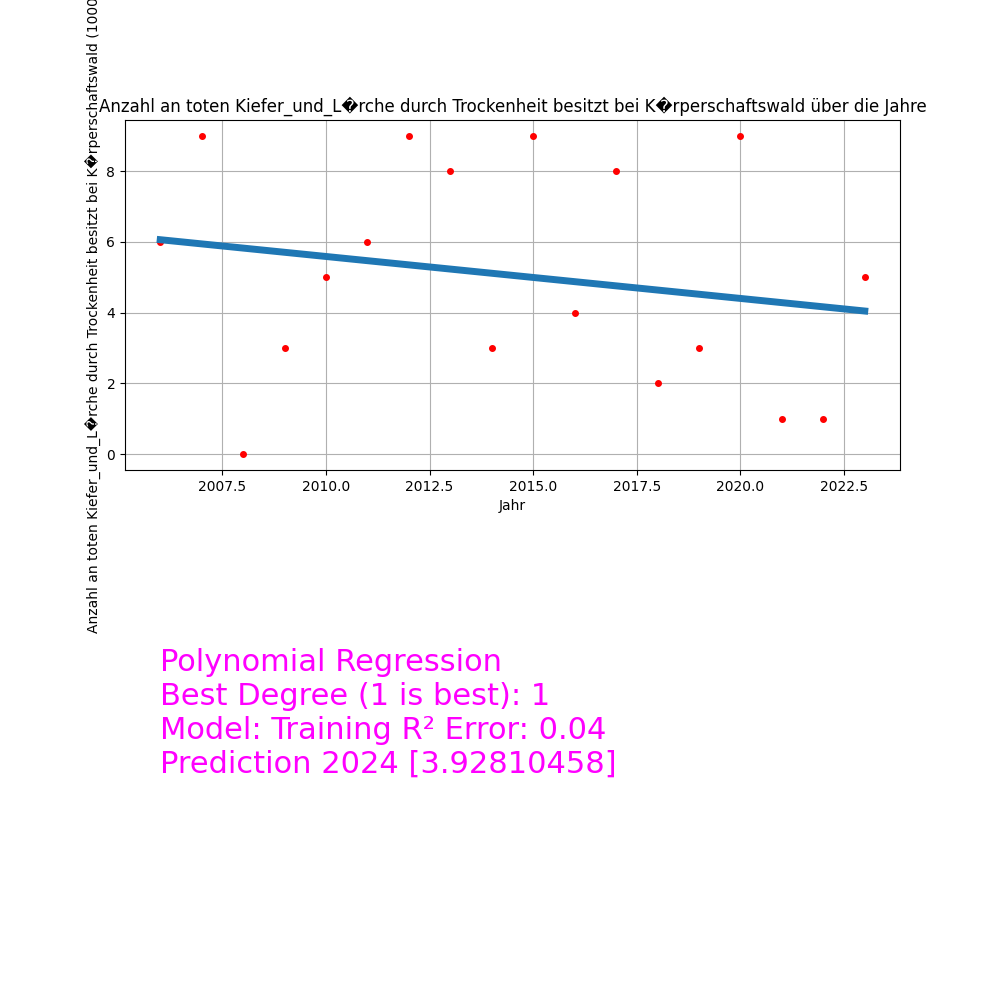 Anzahl an toten Kiefer_und_L�rche durch Trockenheit besitzt bei K�rperschaftswald über die Jahre
Anzahl an toten Kiefer_und_L�rche durch Trockenheit besitzt bei K�rperschaftswald (1000
8
6
4
2
0
2007.5 2010.0 2012.5 2015.0 2017.5 2020.0 2022.5
Jahr
Polynomial Regression
Best Degree (1 is best): 1
Model: Training R² Error: 0.04
Prediction 2024 [3.92810458]